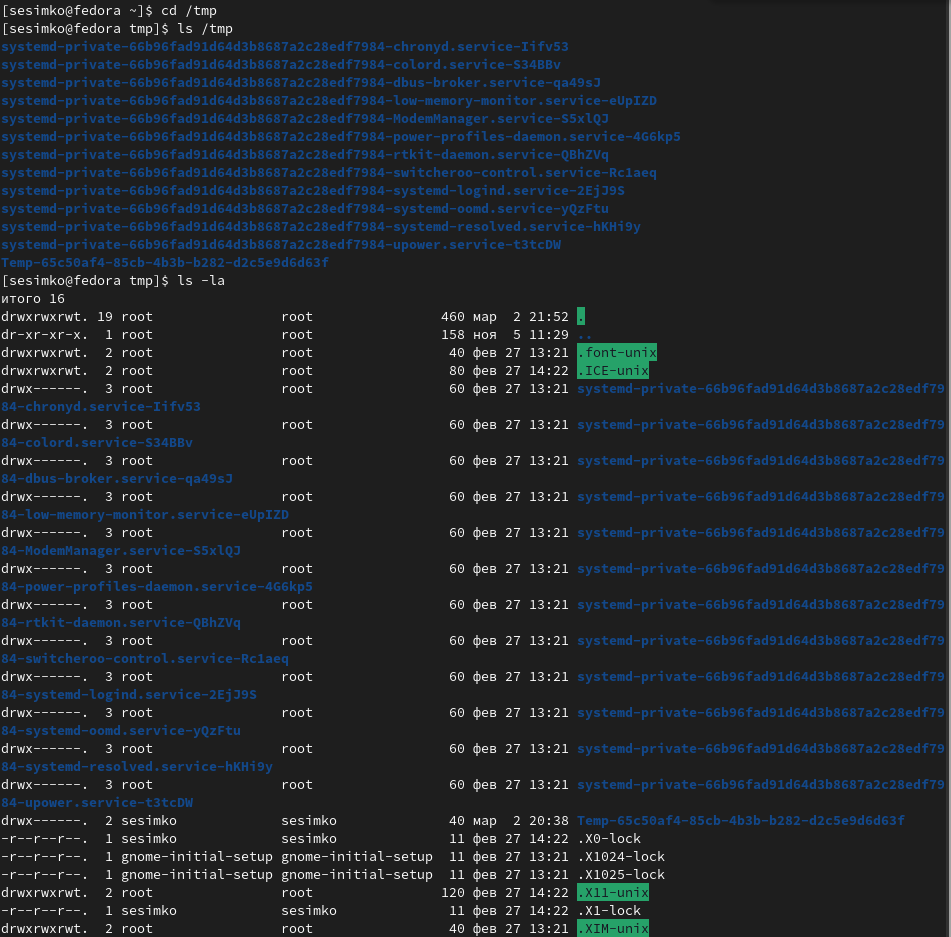 [sesimko@fedora ~]$ cd /tmp
[sesimko@fedora tmp]$ ls /tmp
systemd-private-66b96fad91d64d3b8687a2c28edf7984-chronyd.service-Iifv53
systemd-private-66b96fad91d64d3b8687a2c28edf7984-colord.service-S34BBv
systemd-private-66b96fad91d64d3b8687a2c28edf7984-dbus-broker.service-qa49sJ
systemd-private-66b96fad91d64d3b8687a2c28edf7984-low-memory-monitor.service-eUpIZD
systemd-private-66b96fad91d64d3b8687a2c28edf7984-ModemManager.service-S5xlQJ
systemd-private-66b96fad91d64d3b8687a2c28edf7984-power-profiles-daemon.service-4G6kp5
systemd-private-66b96fad91d64d3b8687a2c28edf7984-rtkit-daemon.service-QBhZVq
systemd-private-66b96fad91d64d3b8687a2c28edf7984-switcheroo-control.service-Rc1aeq
systemd-private-66b96fad91d64d3b8687a2c28edf7984-systemd-logind.service-2EjJ9S
systemd-private-66b96fad91d64d3b8687a2c28edf7984-systemd-oomd.service-yQzFtu
systemd-private-66b96fad91d64d3b8687a2c28edf7984-systemd-resolved.service-hKHi9y
systemd-private-66b96fad91d64d3b8687a2c28edf7984-upower.service-t3tcDW
Temp-65c50af4-85cb-4b3b-b282-d2c5e9d6d63f
[sesimko@fedora tmp]$ ls -la
итого 16
drwxrwxrwt. 19 root                root                460 мар  2 21:52 .
dr-xr-xr-x.  1 root                root                158 ноя  5 11:29 ..
drwxrwxrwt.  2 root                root                 40 фев 27 13:21 .font-unix
drwxrwxrwt.  2 root                root                 80 фев 27 14:22 .ICE-unix
drwx------.  3 root                root                 60 фев 27 13:21 systemd-private-66b96fad91d64d3b8687a2c28edf79
84-chronyd.service-Iifv53
drwx------.  3 root                root                 60 фев 27 13:21 systemd-private-66b96fad91d64d3b8687a2c28edf79
84-colord.service-S34BBv
drwx------.  3 root                root                 60 фев 27 13:21 systemd-private-66b96fad91d64d3b8687a2c28edf79
84-dbus-broker.service-qa49sJ
drwx------.  3 root                root                 60 фев 27 13:21 systemd-private-66b96fad91d64d3b8687a2c28edf79
84-low-memory-monitor.service-eUpIZD
drwx------.  3 root                root                 60 фев 27 13:21 systemd-private-66b96fad91d64d3b8687a2c28edf79
84-ModemManager.service-S5xlQJ
drwx------.  3 root                root                 60 фев 27 13:21 systemd-private-66b96fad91d64d3b8687a2c28edf79
84-power-profiles-daemon.service-4G6kp5
drwx------.  3 root                root                 60 фев 27 13:21 systemd-private-66b96fad91d64d3b8687a2c28edf79
84-rtkit-daemon.service-QBhZVq
drwx------.  3 root                root                 60 фев 27 13:21 systemd-private-66b96fad91d64d3b8687a2c28edf79
84-switcheroo-control.service-Rc1aeq
drwx------.  3 root                root                 60 фев 27 13:21 systemd-private-66b96fad91d64d3b8687a2c28edf79
84-systemd-logind.service-2EjJ9S
drwx------.  3 root                root                 60 фев 27 13:21 systemd-private-66b96fad91d64d3b8687a2c28edf79
84-systemd-oomd.service-yQzFtu
drwx------.  3 root                root                 60 фев 27 13:21 systemd-private-66b96fad91d64d3b8687a2c28edf79
84-systemd-resolved.service-hKHi9y
drwx------.  3 root                root                 60 фев 27 13:21 systemd-private-66b96fad91d64d3b8687a2c28edf79
84-upower.service-t3tcDW
drwx------.  2 sesimko             sesimko              40 мар  2 20:38 Temp-65c50af4-85cb-4b3b-b282-d2c5e9d6d63f
-r--r--r--.  1 sesimko             sesimko              11 фев 27 14:22 .X0-lock
-r--r--r--.  1 gnome-initial-setup gnome-initial-setup  11 фев 27 13:21 .X1024-lock
-r--r--r--.  1 gnome-initial-setup gnome-initial-setup  11 фев 27 13:21 .X1025-lock
drwxrwxrwt.  2 root                root                120 фев 27 14:22 .X11-unix
-r--r--r--.  1 sesimko             sesimko              11 фев 27 14:22 .X1-lock
drwxrwxrwt.  2 root                root                 40 фев 27 13:21 .XIM-unix